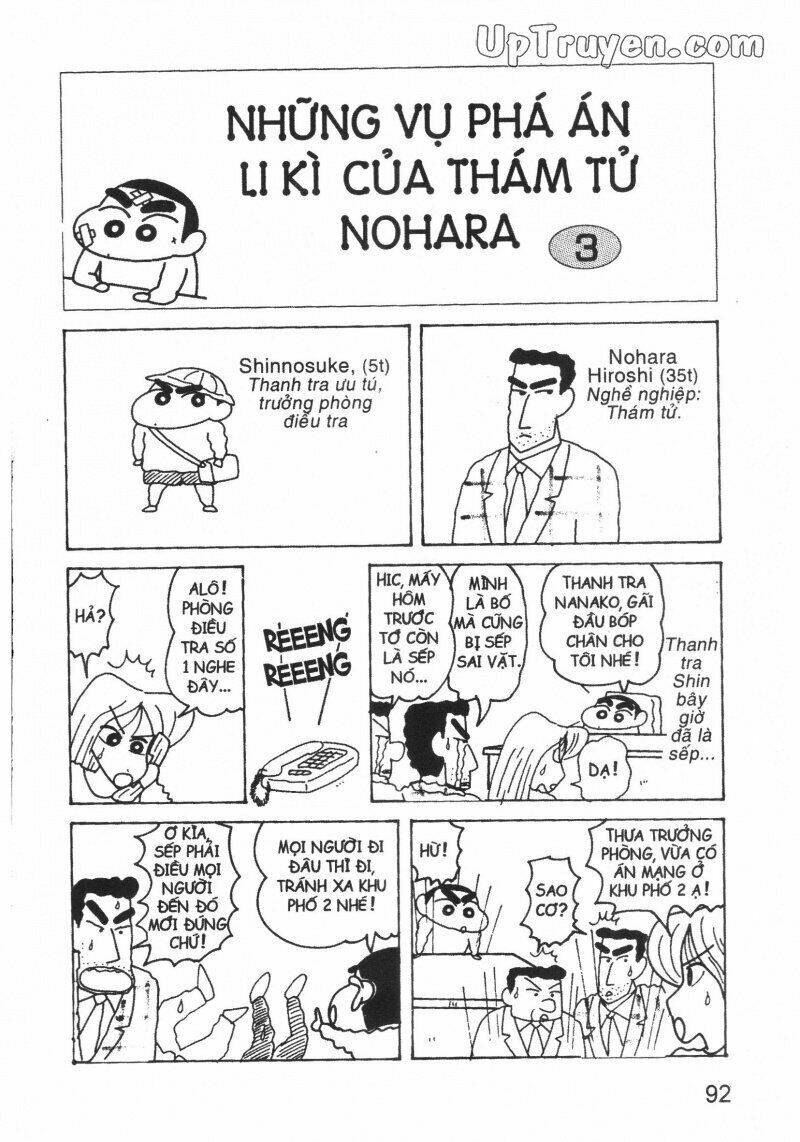 UpTruyen.com
NHỮNG VỤ PHÁ ÁN
LI KÌ CỦA THÁM TỬ
NOHARA
3
Nohara
Hiroshi (35t)
Nghề nghiệp:
Thám tử.
Shinnosuke, (5t)
Thanh tra ưu tú,
trưởng phòng
điều tra
THANH TRA
NANAKO, GÃI
ĐẦU BÓP
CHÂN CHO
TÔI NHÉ!
Thanh
tra
Shin
bây
giờ
đã là
sếp...
DẠ!
MÌNH
LÀ BỐ
MÀ CŨNG
BỊ SẾP
SAI VẶT.
HIC, MẤY
HÔM
TRƯỚC
TỚ CÒN
LÀ SẾP
NÓ...
RÉEENG
RÉEENG
ALÔ!
PHÒNG
ĐIỀU
TRA SỐ
1 NGHE
ĐÂY...
HẢ?
THƯA TRƯỞNG
PHÒNG, VỪA CÓ
ÁN MẠNG Ở
KHU PHỐ 2 Ạ!
SAO
CƠ?
HỪ!
MỌI NGƯỜI ĐI
ĐÂU THÌ ĐI,
TRÁNH XA KHU
PHỐ 2 NHÉ!
Ơ KÌA,
SẾP PHẢI
ĐIỀU MỌI
NGƯỜI
ĐẾN ĐÓ
MỚI ĐÚNG
CHỨ!
92